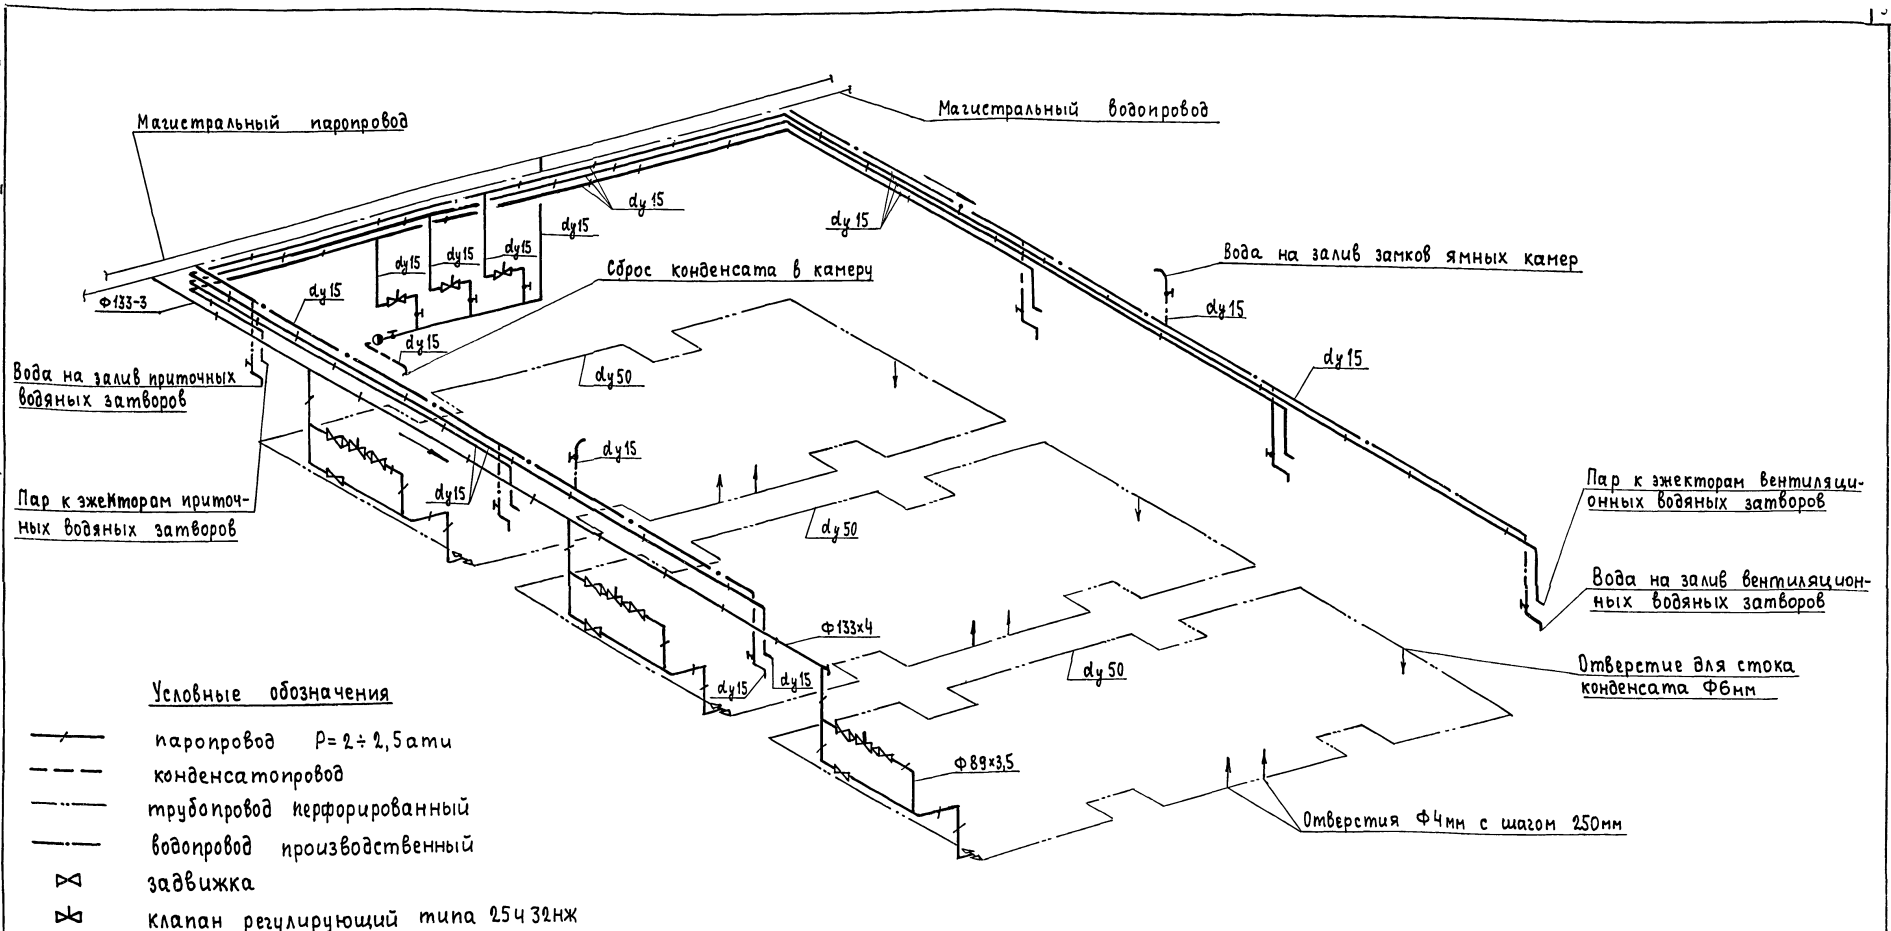 Магистральный паропровод
Магистральный водопровод
dу 15
dу 15
dу15
dу15
dу15
dу15
Вода на залив замков ямных камер
Сброс конденсата в камеру
Ф133-3
dу15
dу15
dу15
dу15
Вода на залив приточных
водяных затворов
dу50
dу15
dу15
Пар к эжекторам приточ-
ных водяных затворов
Пар к эжекторам вентиляци-
онных водяных затворов
dу50
Вода на залив вентиляцион-
ных водяных затворов
Ф133х4
dу15
dу15
dу50
Отверстие для стока
конденсата Ф6мм
Ф89х3,5
Отверстия Ф4мм с шагом 250мм
Условные обозначения
паропровод Р=2÷2,5ати
конденсатопровод
трубопровод перфорированный
водопровод производственный
задвижка
клапан регулирующий типа 25ч32нж